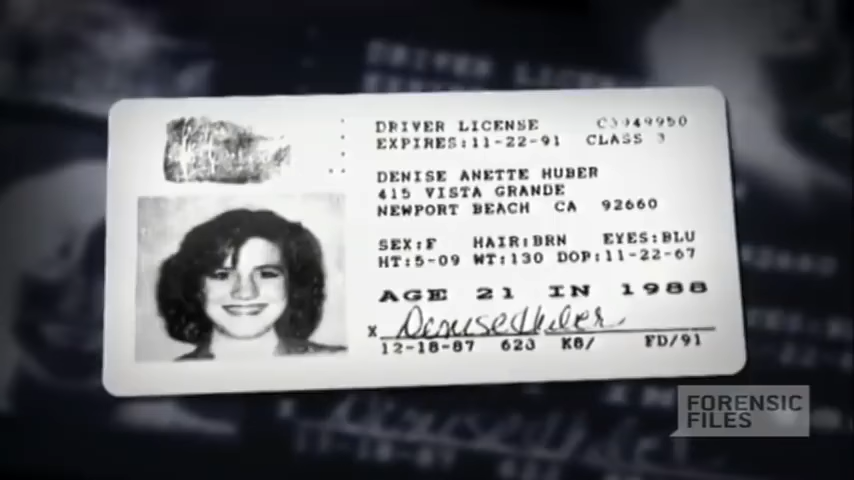 DRIVER LICENSE C3949950
EXPIRES:11-22-91 CLASS 3
DENISE ANETTE HUBER
415 VISTA GRANDE
NEWPORT BEACH CA 92660
SEX:F HAIR:BRN EYES:BLU
HT:5-09 WT:130 DOP:11-22-67
AGE 21 IN 1988
X Denise Huber
12-18-87 623 K8/ FD/91
FORENSIC
FILES